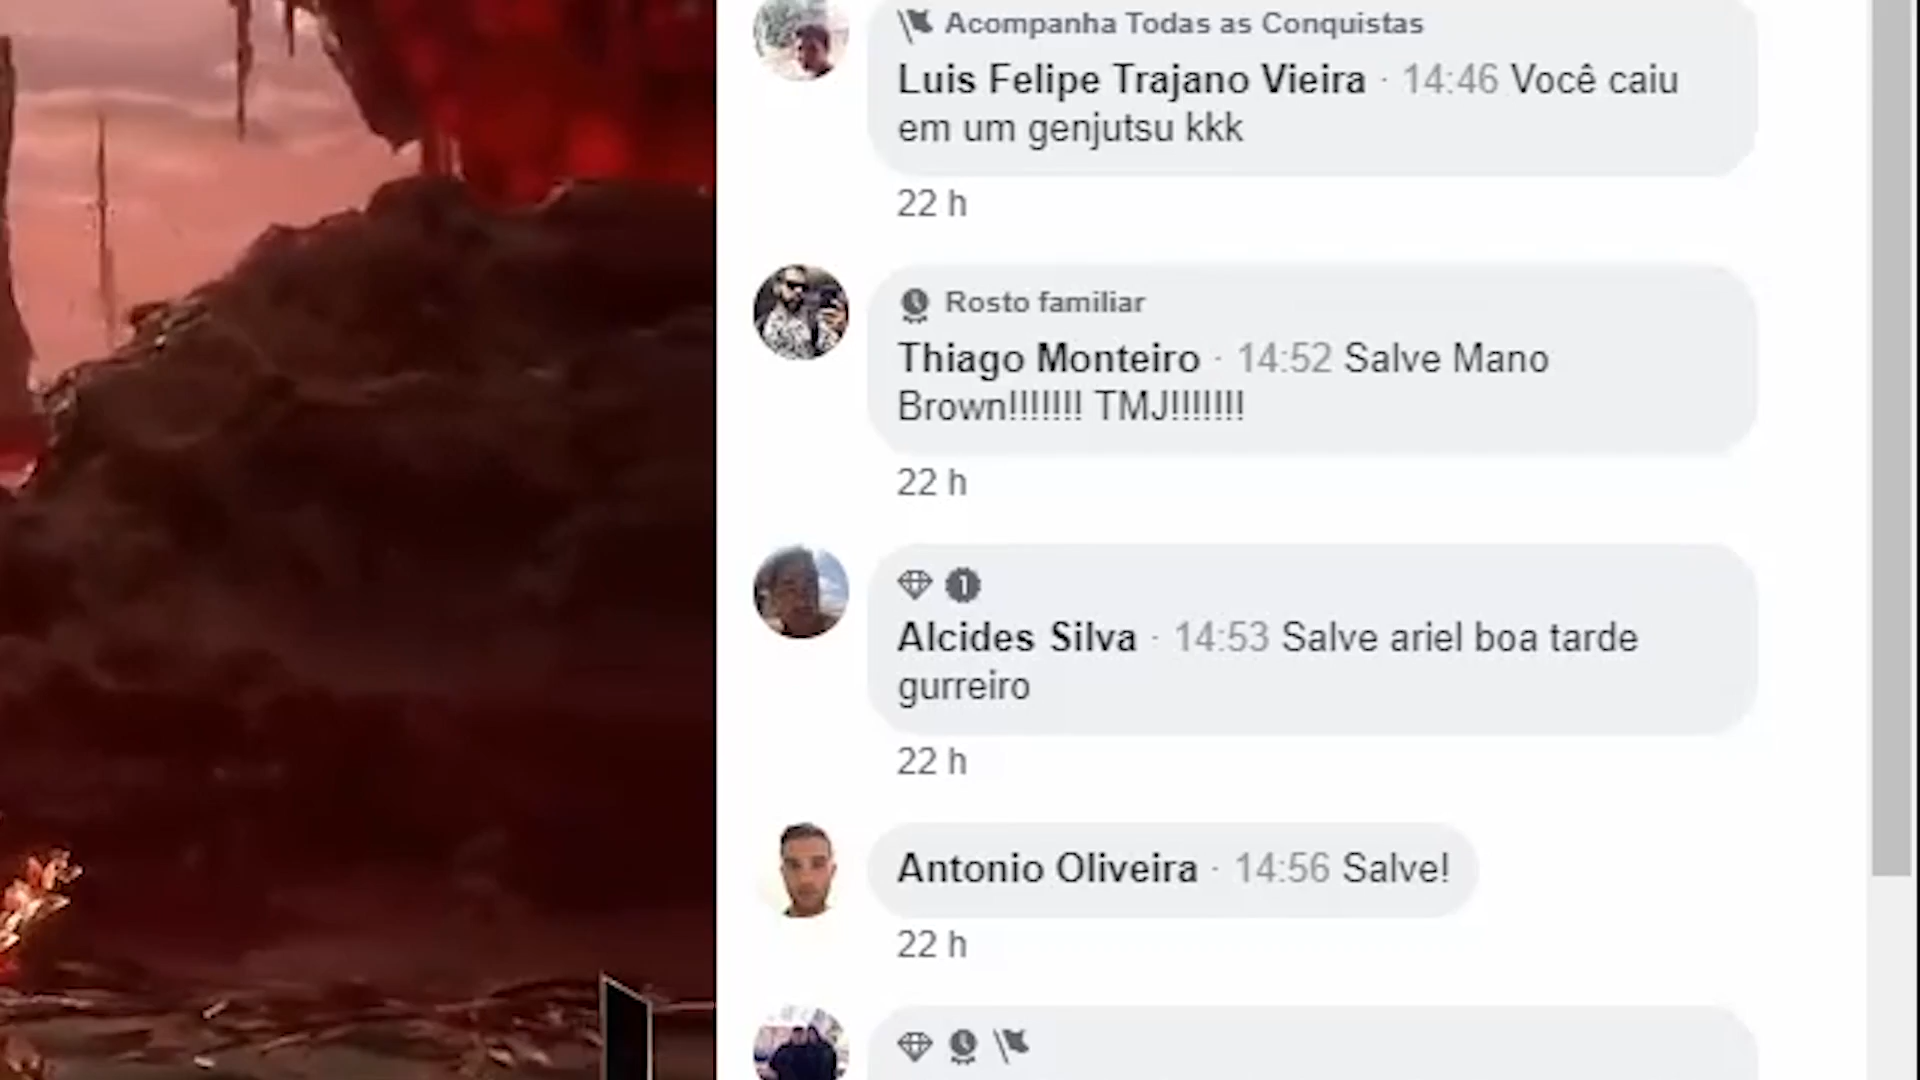 Acompanha Todas as Conquistas
Luis Felipe Trajano Vieira · 14:46 Você caiu
em um genjutsu kkk
22 h
Rosto familiar
Thiago Monteiro · 14:52 Salve Mano
Brown!!!!!!! TMJ!!!!!!!
22 h
1
Alcides Silva · 14:53 Salve ariel boa tarde
gurreiro
22 h
Antonio Oliveira · 14:56 Salve!
22 h